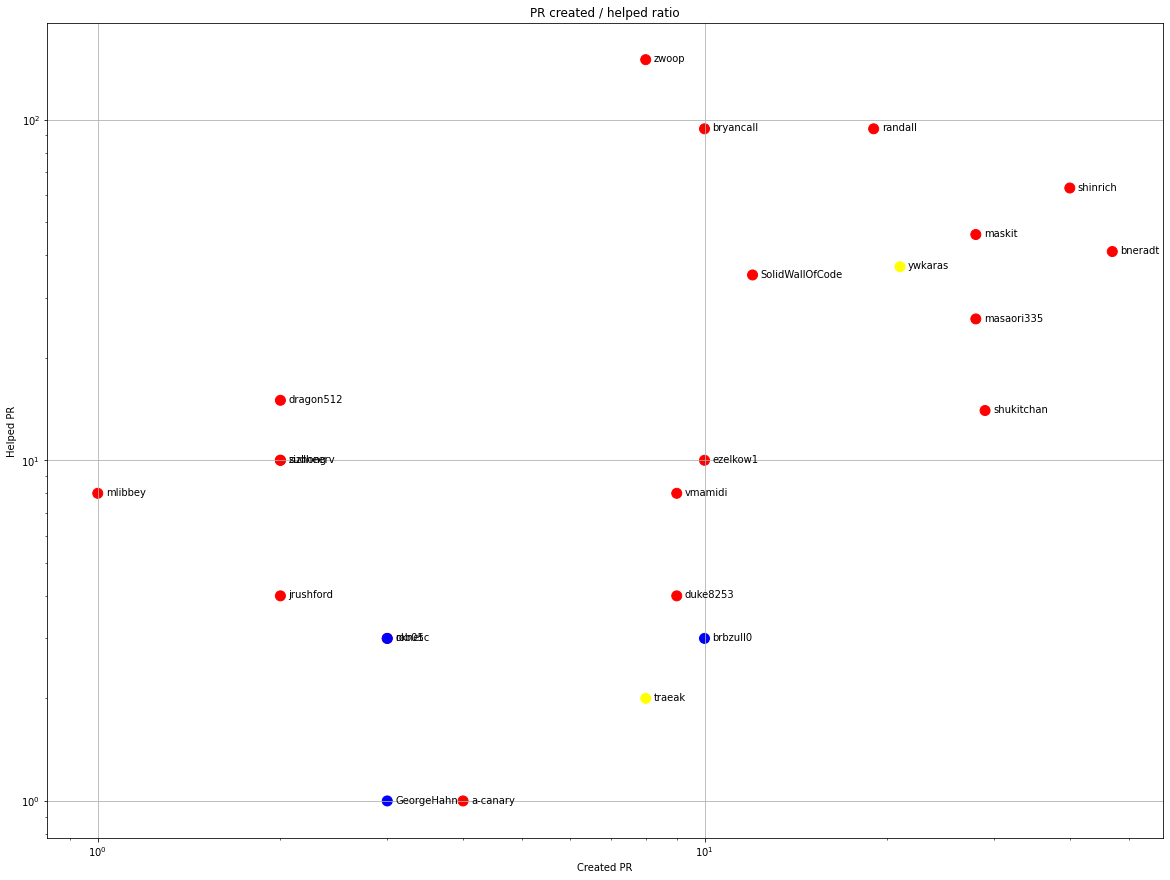 PR created / helped ratio
zwoop
10²
bryancall
randall
shinrich
maskit
bneradt
ywkaras
SolidWallOfCode
masaori335
dragon512
shukitchan
Helped PR
10¹
ezelkow1
mlibbey
vmamidi
jrushford
duke8253
brbzull0
traeak
10⁰
GeorgeHahn
a-canary
10⁰
10¹
Created PR